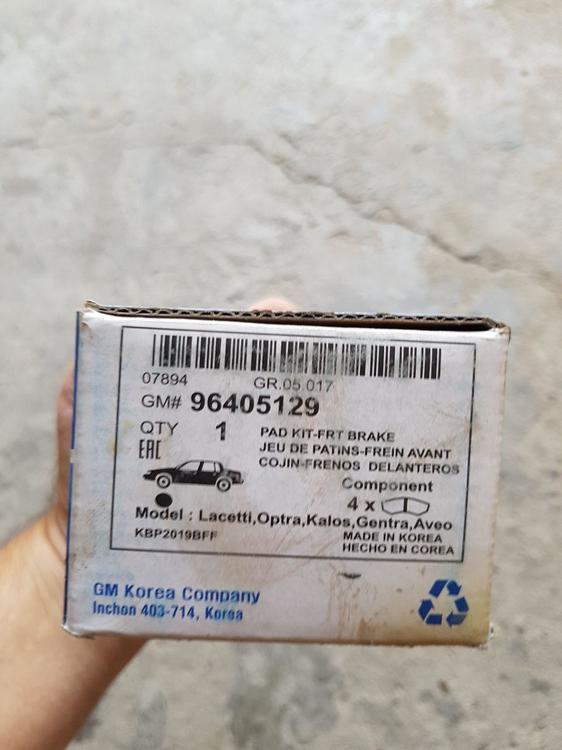 07894 GR.05.017
GM# 96405129
QTY 1 PAD KIT-FRT BRAKE
EAC JEU DE PATINS-FREIN AVANT
COJIN-FRENOS DELANTEROS
Component
4 x
Model : Lacetti,Optra,Kalos,Gentra,Aveo
KBP2019BFF MADE IN KOREA
HECHO EN COREA
GM Korea Company
Inchon 403-714, Korea